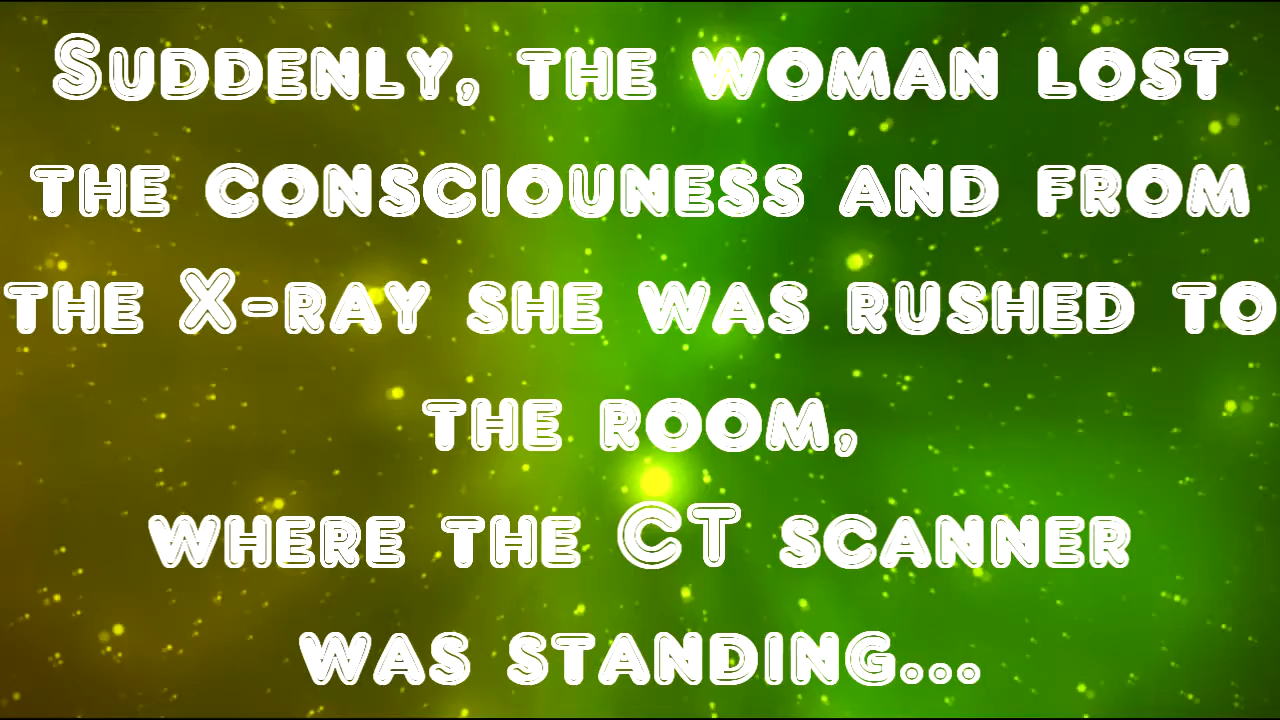 Suddenly, the woman lost
the consciouness and from
the X-ray she was rushed to
the room,
where the CT scanner
was standing...